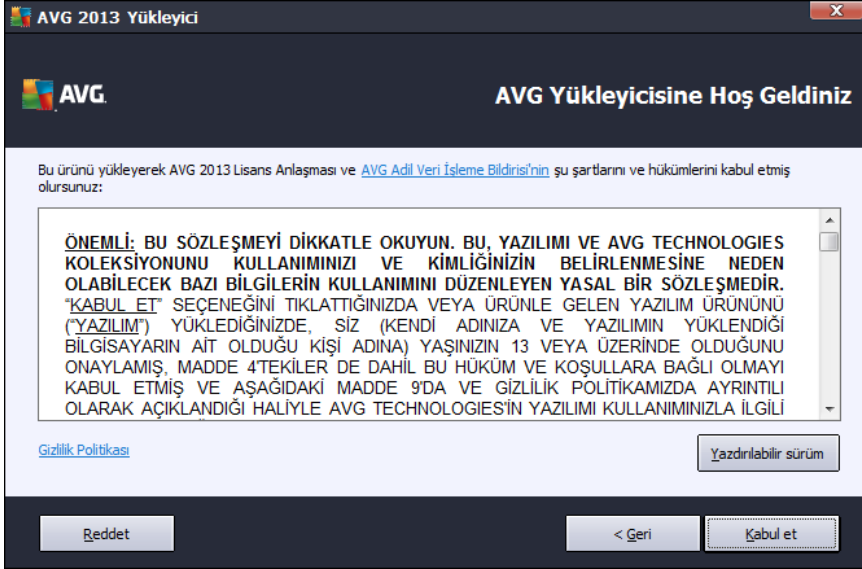 AVG 2013 Yükleyici
AVG.
AVG Yükleyicisine Hoş Geldiniz
Bu ürünü yükleyerek AVG 2013 Lisans Anlaşması ve AVG Adil Veri İşleme Bildirisi'nin şu şartlarını ve hükümlerini kabul etmiş
olursunuz:
ÖNEMLİ: BU SÖZLEŞMEYİ DİKKATLE OKUYUN. BU, YAZILIMI VE AVG TECHNOLOGIES
KOLEKSİYONUNU KULLANIMINIZI VE KİMLİĞİNİZİN BELİRLENMESİNE NEDEN
OLABİLECEK BAZI BİLGİLERİN KULLANIMINI DÜZENLEYEN YASAL BİR SÖZLEŞMEDİR.
“KABUL ET” SEÇENEĞİNİ TIKLATTIĞINIZDA VEYA ÜRÜNLE GELEN YAZILIM ÜRÜNÜNÜ
(“YAZILIM”) YÜKLEDİĞİNİZDE, SİZ (KENDİ ADINIZA VE YAZILIMIN YÜKLENDİĞİ
BİLGİSAYARIN AİT OLDUĞU KİŞİ ADINA) YAŞINIZIN 13 VEYA ÜZERİNDE OLDUĞUNU
ONAYLAMIŞ, MADDE 4'TEKİLER DE DAHİL BU HÜKÜM VE KOŞULLARA BAĞLI OLMAYI
KABUL ETMİŞ VE AŞAĞIDAKİ MADDE 9'DA VE GİZLİLİK POLİTİKAMIZDA AYRINTILI
OLARAK AÇIKLANDIĞI HALİYLE AVG TECHNOLOGIES'İN YAZILIMI KULLANIMINIZLA İLGİLİ
Gizlilik Politikası
Yazdırılabilir sürüm
Reddet
< Geri
Kabul et